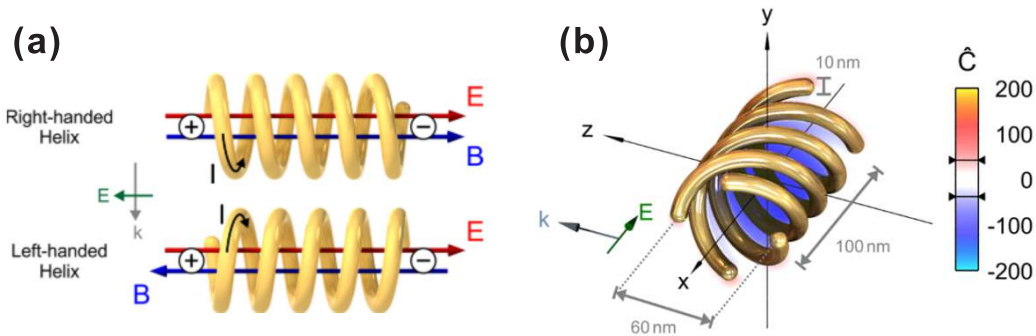 (a)
Right-handed
Helix
+
E
−
B
I
E
k
I
Left-handed
Helix
+
E
−
B
(b)
y
10 nm
z
k
E
x
100 nm
60 nm
Ĉ
200
100
0
-100
-200